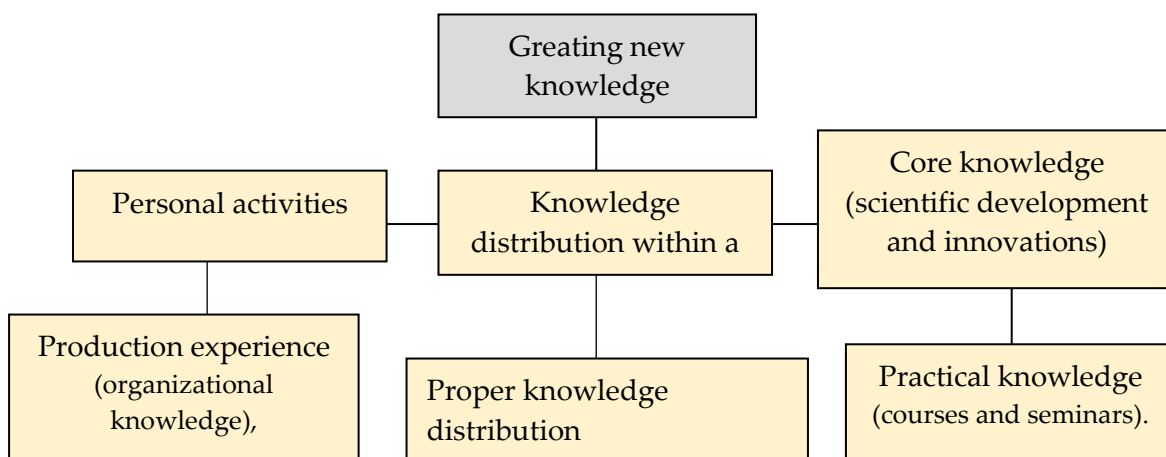 Greating new
knowledge
Personal activities
Knowledge
distribution within a
Core knowledge
(scientific development
and innovations)
Production experience
(organizational
knowledge),
Proper knowledge
distribution
Practical knowledge
(courses and seminars).